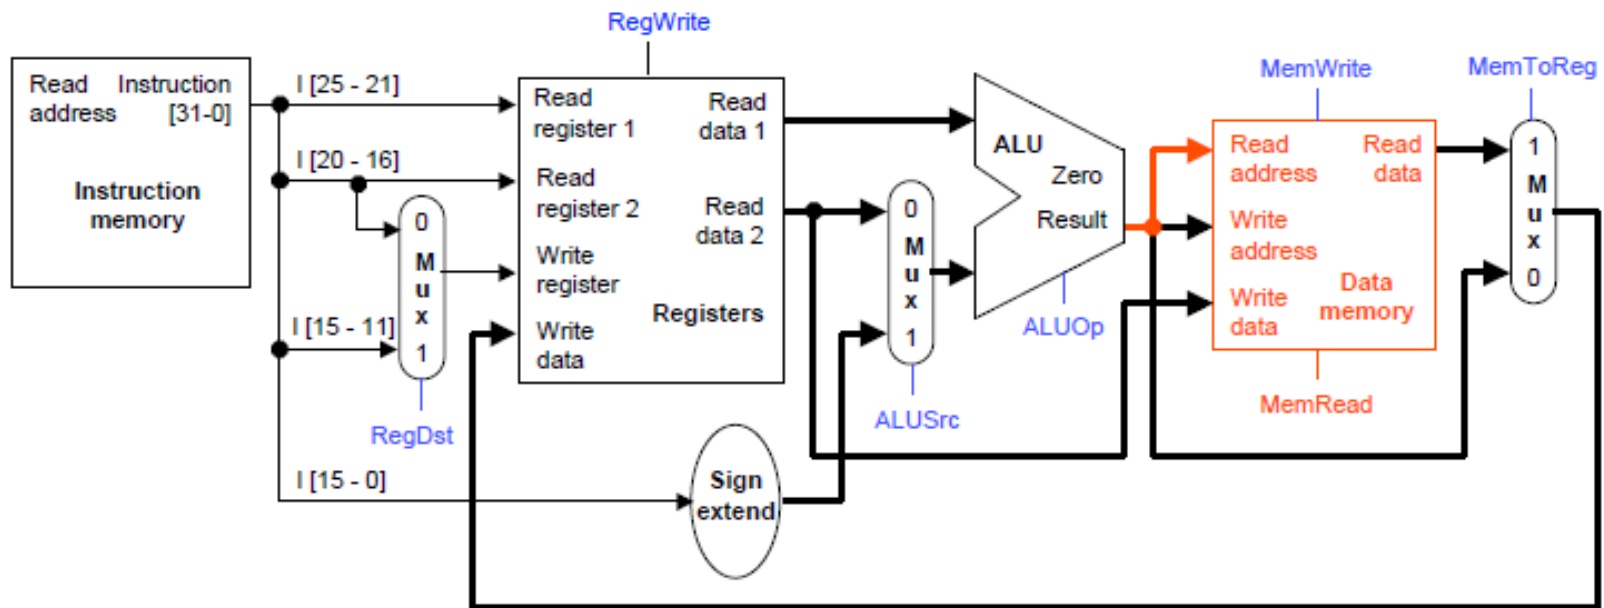 RegWrite
MemWrite
MemToReg
Read address
Instruction [31-0]
Instruction memory
I [25 - 21]
I [20 - 16]
I [15 - 11]
I [15 - 0]
0
M
u
x
1
RegDst
Read register 1
Read data 1
Read register 2
Read data 2
Write register
Write data
Registers
Sign extend
0
M
u
x
1
ALUSrc
ALU
Zero
Result
ALUOp
Read address
Read data
Write address
Write data
Data memory
MemRead
1
M
u
x
0